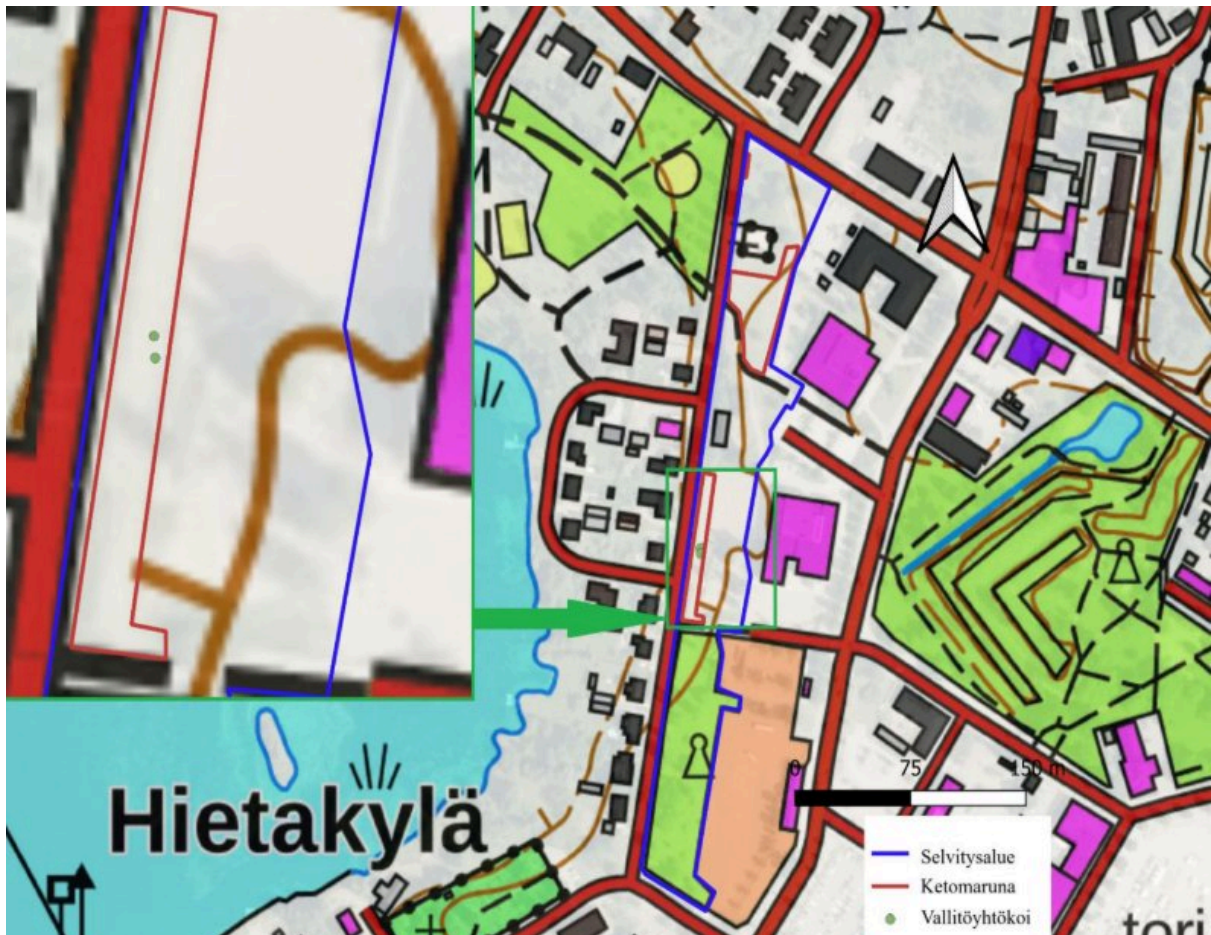 Hietakylä
0 75 150 m
Selvitysalue
Ketomaruna
Vallitöyhtökoi
tori